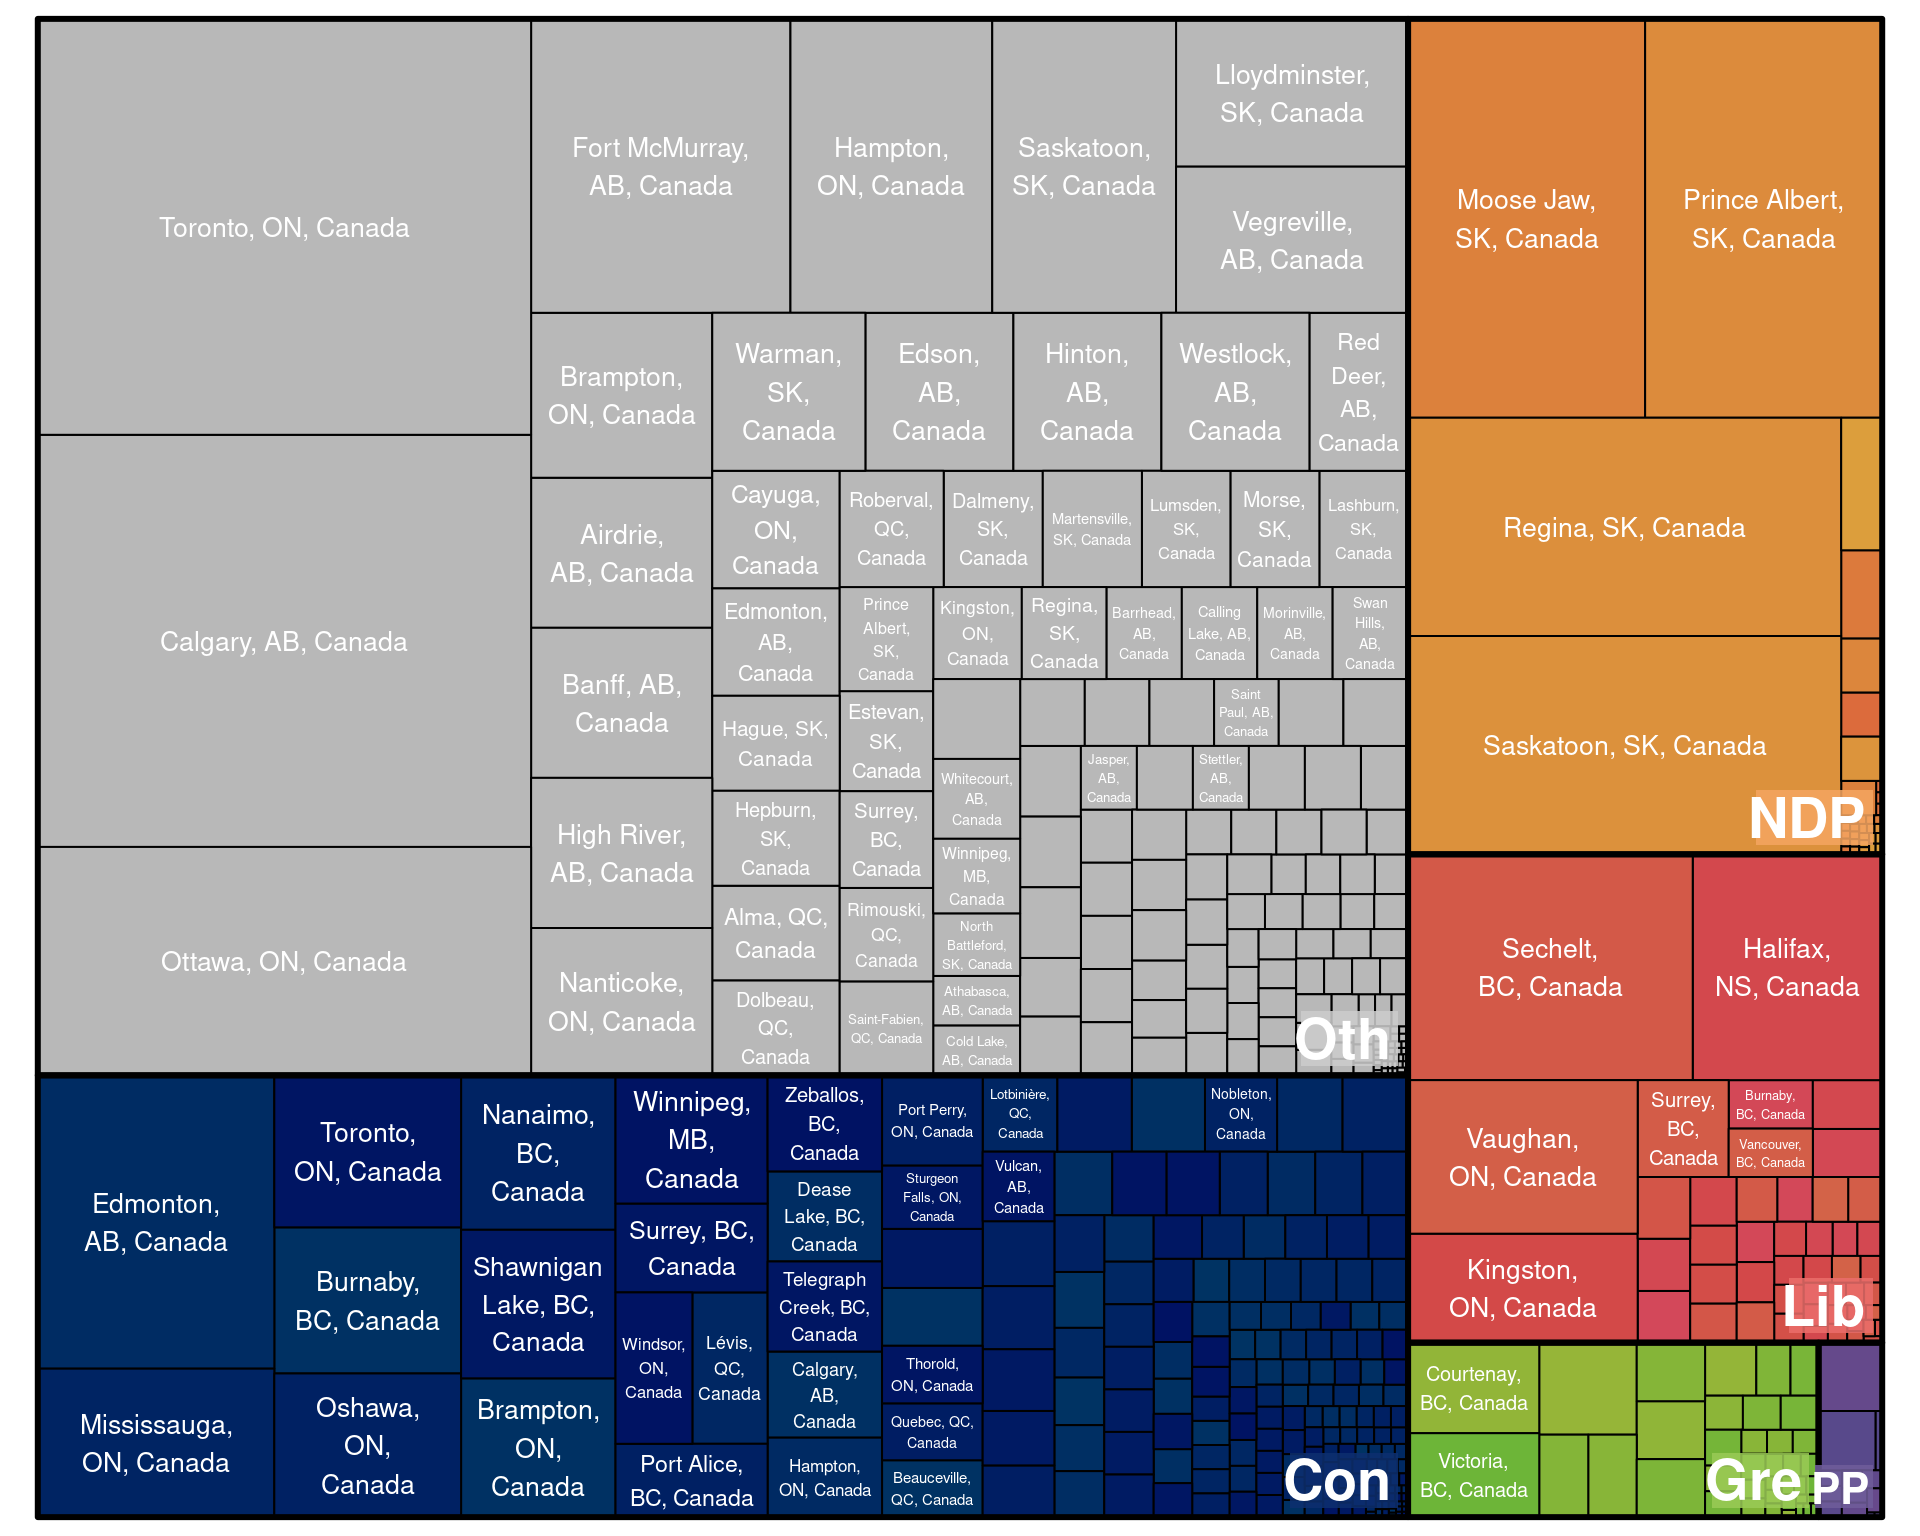 Toronto, ON, Canada
Calgary, AB, Canada
Ottawa, ON, Canada
Fort McMurray,
AB, Canada
Hampton,
ON, Canada
Saskatoon,
SK, Canada
Lloydminster,
SK, Canada
Vegreville,
AB, Canada
Brampton,
ON, Canada
Airdrie,
AB, Canada
Banff, AB,
Canada
High River,
AB, Canada
Nanticoke,
ON, Canada
Warman,
SK,
Canada
Edson,
AB,
Canada
Hinton,
AB,
Canada
Westlock,
AB,
Canada
Red
Deer,
AB,
Canada
Cayuga,
ON,
Canada
Roberval,
QC,
Canada
Dalmeny,
SK,
Canada
Martensville,
SK, Canada
Lumsden,
SK,
Canada
Morse,
SK,
Canada
Lashburn,
SK,
Canada
Edmonton,
AB,
Canada
Hague, SK,
Canada
Hepburn,
SK,
Canada
Alma, QC,
Canada
Dolbeau,
QC,
Canada
Prince
Albert,
SK,
Canada
Estevan,
SK,
Canada
Surrey,
BC,
Canada
Rimouski,
QC,
Canada
Saint-Fabien,
QC, Canada
Kingston,
ON,
Canada
Regina,
SK,
Canada
Barrhead,
AB,
Canada
Calling
Lake, AB,
Canada
Morinville,
AB,
Canada
Swan
Hills,
AB,
Canada
Whitecourt,
AB,
Canada
Winnipeg,
MB,
Canada
North
Battleford,
SK, Canada
Athabasca,
AB, Canada
Cold Lake,
AB, Canada
Saint
Paul, AB,
Canada
Jasper,
AB,
Canada
Stettler,
AB,
Canada
Oth
Moose Jaw,
SK, Canada
Prince Albert,
SK, Canada
Regina, SK, Canada
Saskatoon, SK, Canada
NDP
Sechelt,
BC, Canada
Halifax,
NS, Canada
Vaughan,
ON, Canada
Kingston,
ON, Canada
Surrey,
BC,
Canada
Burnaby,
BC, Canada
Vancouver,
BC, Canada
Lib
Edmonton,
AB, Canada
Mississauga,
ON, Canada
Toronto,
ON, Canada
Burnaby,
BC, Canada
Oshawa,
ON,
Canada
Nanaimo,
BC,
Canada
Shawnigan
Lake, BC,
Canada
Brampton,
ON,
Canada
Winnipeg,
MB,
Canada
Surrey, BC,
Canada
Windsor,
ON,
Canada
Lévis,
QC,
Canada
Port Alice,
BC, Canada
Zeballos,
BC,
Canada
Dease
Lake, BC,
Canada
Telegraph
Creek, BC,
Canada
Calgary,
AB,
Canada
Hampton,
ON, Canada
Port Perry,
ON, Canada
Sturgeon
Falls, ON,
Canada
Thorold,
ON, Canada
Quebec, QC,
Canada
Beauceville,
QC, Canada
Lotbinière,
QC,
Canada
Vulcan,
AB,
Canada
Nobleton,
ON,
Canada
Con
Courtenay,
BC, Canada
Victoria,
BC, Canada
Gre
PP